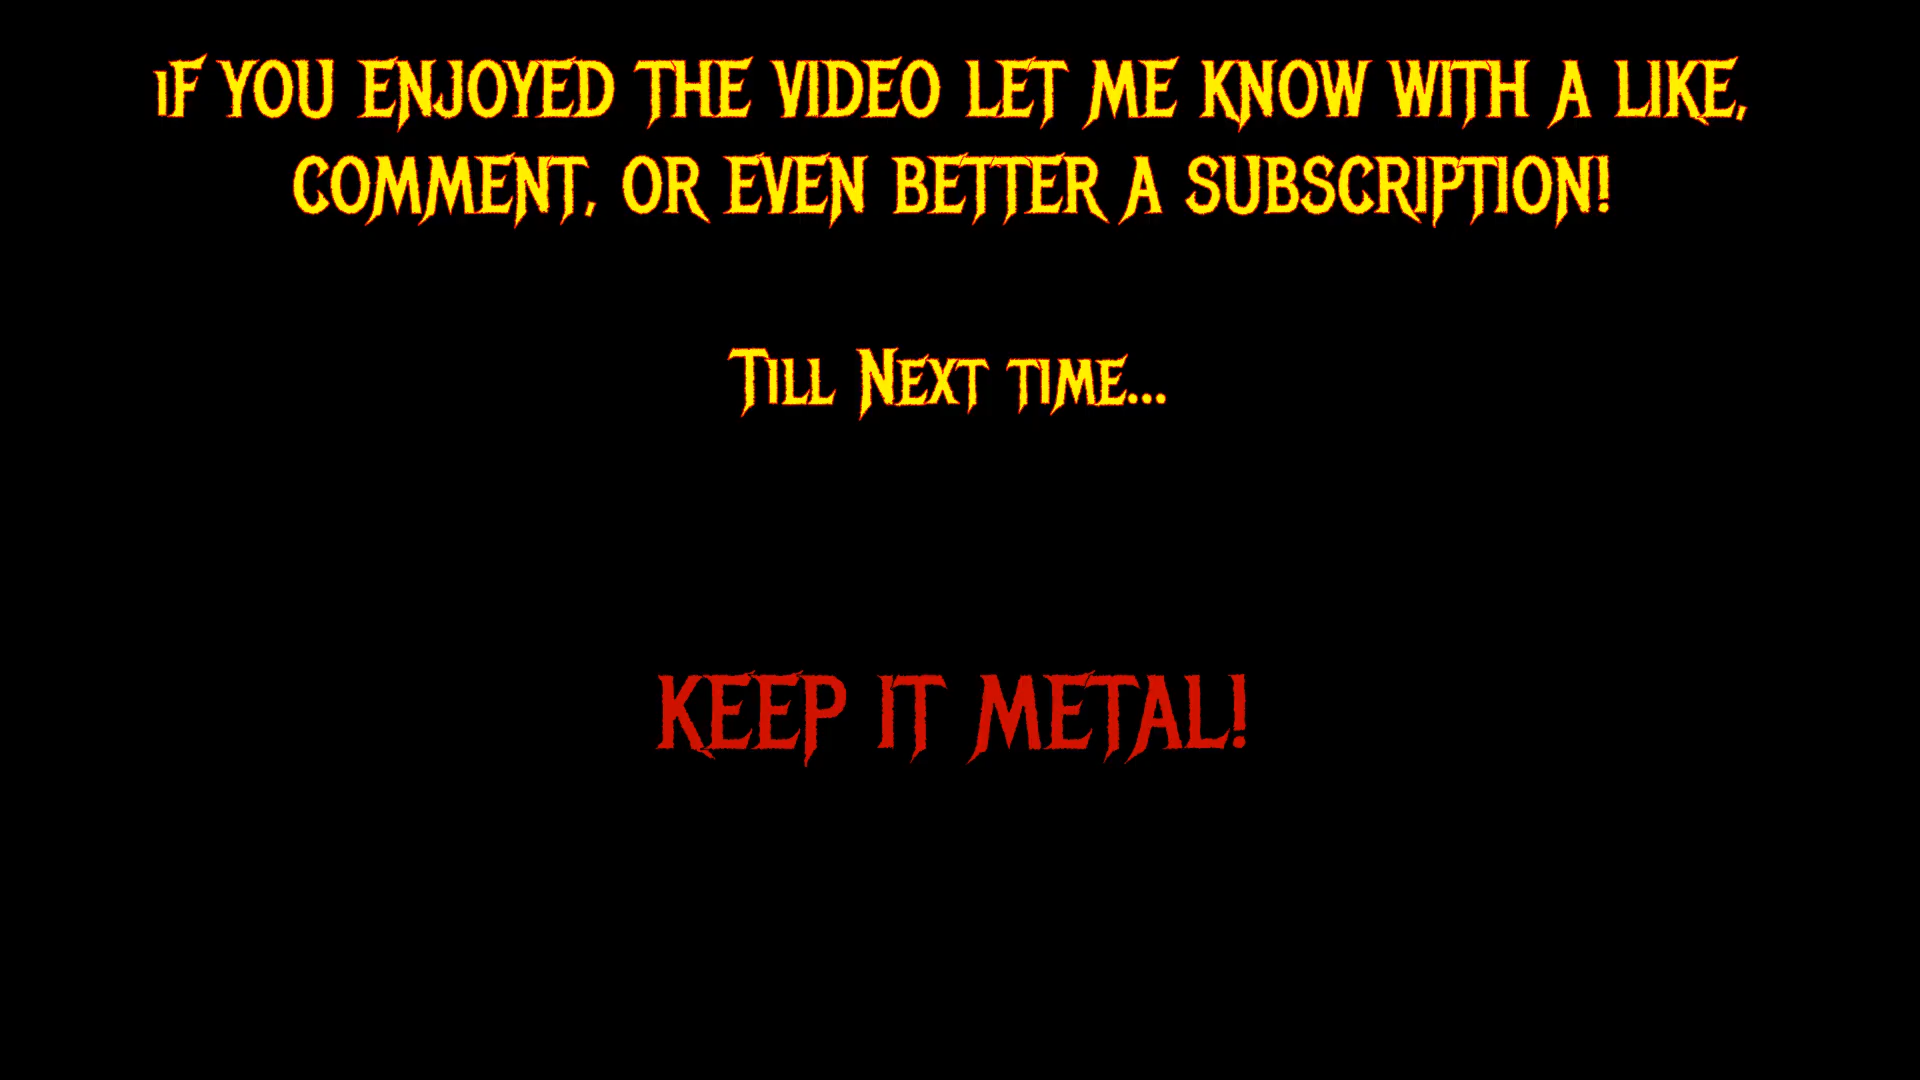 iF YOU ENJOYED THE VIDEO LET ME KNOW WITH A LIKE,
COMMENT, OR EVEN BETTER A SUBSCRIPTION!
Till Next time...
KEEP IT METAL!